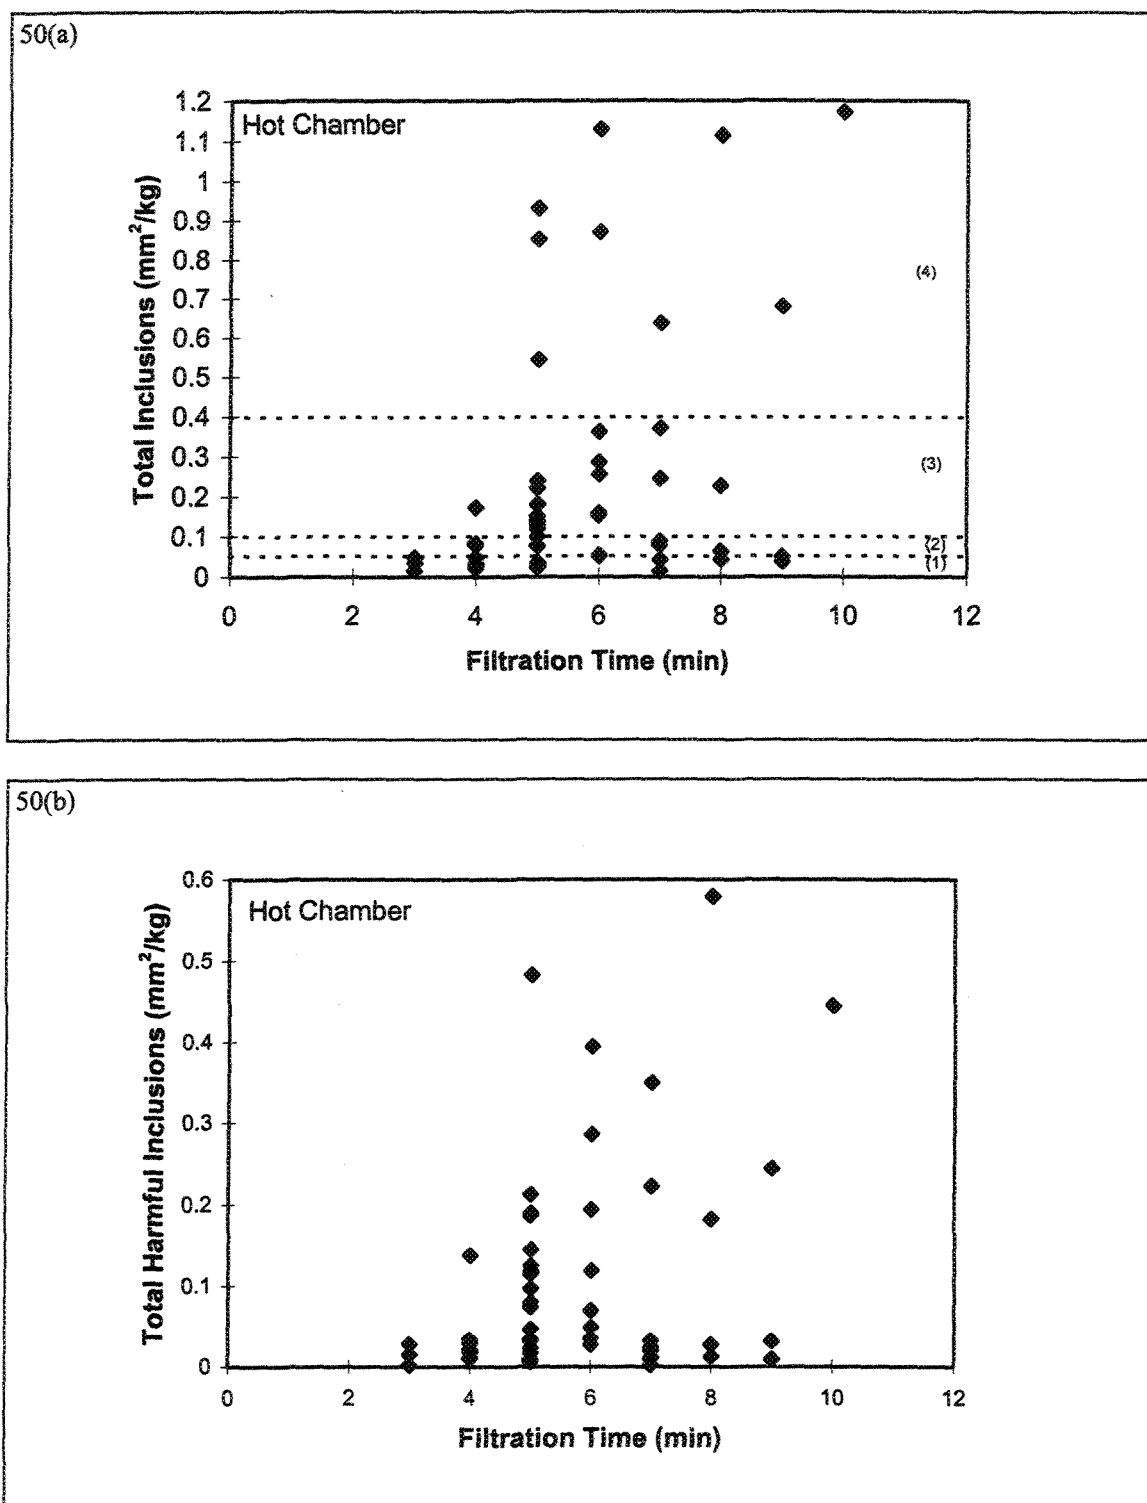 50(a)
Hot Chamber
Total Inclusions (mm²/kg)
1.2
1.1
1
0.9
0.8
0.7
0.6
0.5
0.4
0.3
0.2
0.1
0
(4)
(3)
(2)
(1)
0 2 4 6 8 10 12
Filtration Time (min)
50(b)
Hot Chamber
Total Harmful Inclusions (mm²/kg)
0.6
0.5
0.4
0.3
0.2
0.1
0
0 2 4 6 8 10 12
Filtration Time (min)